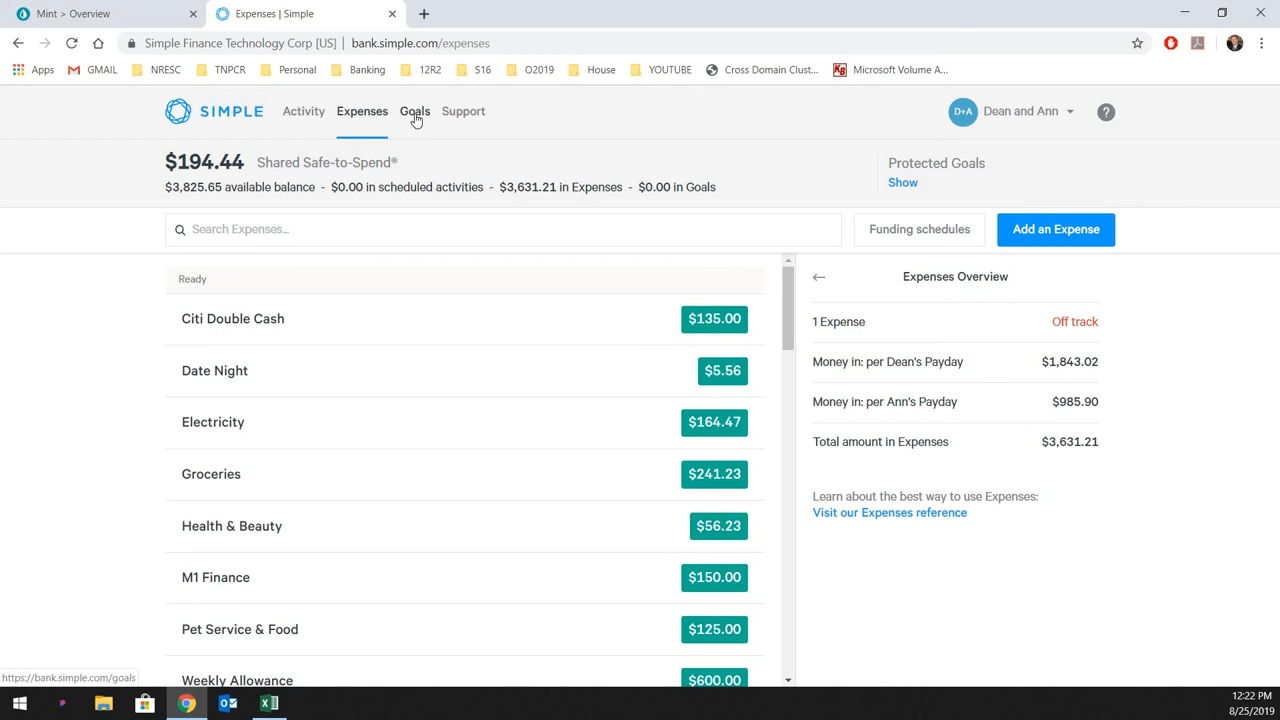 Mint > Overview
Expenses | Simple
Simple Finance Technology Corp [US] | bank.simple.com/expenses
Apps GMAIL NRESC TNPCR Personal Banking 12R2 S16 O2019 House YOUTUBE Cross Domain Clust... KB Microsoft Volume A...
SIMPLE Activity Expenses Goals Support D+A Dean and Ann ?
$194.44 Shared Safe-to-Spend®
$3,825.65 available balance - $0.00 in scheduled activities - $3,631.21 in Expenses - $0.00 in Goals
Protected Goals
Show
Search Expenses... Funding schedules Add an Expense
Ready
Citi Double Cash $135.00
Date Night $5.56
Electricity $164.47
Groceries $241.23
Health & Beauty $56.23
M1 Finance $150.00
Pet Service & Food $125.00
Weekly Allowance $600.00
Expenses Overview
1 Expense Off track
Money in: per Dean's Payday $1,843.02
Money in: per Ann's Payday $985.90
Total amount in Expenses $3,631.21
Learn about the best way to use Expenses:
Visit our Expenses reference
https://bank.simple.com/goals
12:22 PM
8/25/2019